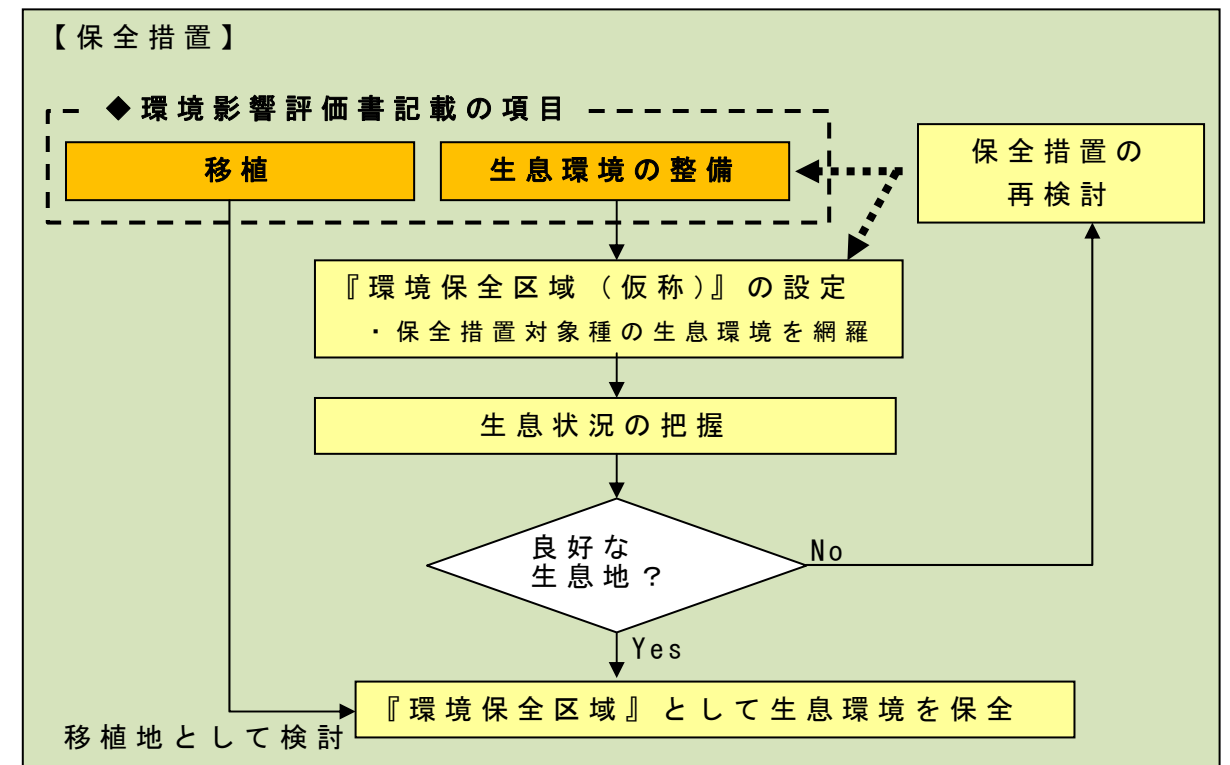 【保全措置】
◆環境影響評価書記載の項目
移植
生息環境の整備
保全措置の
再検討
『環境保全区域（仮称）』の設定
・保全措置対象種の生息環境を網羅
生息状況の把握
良好な
生息地？
No
Yes
『環境保全区域』として生息環境を保全
移植地として検討